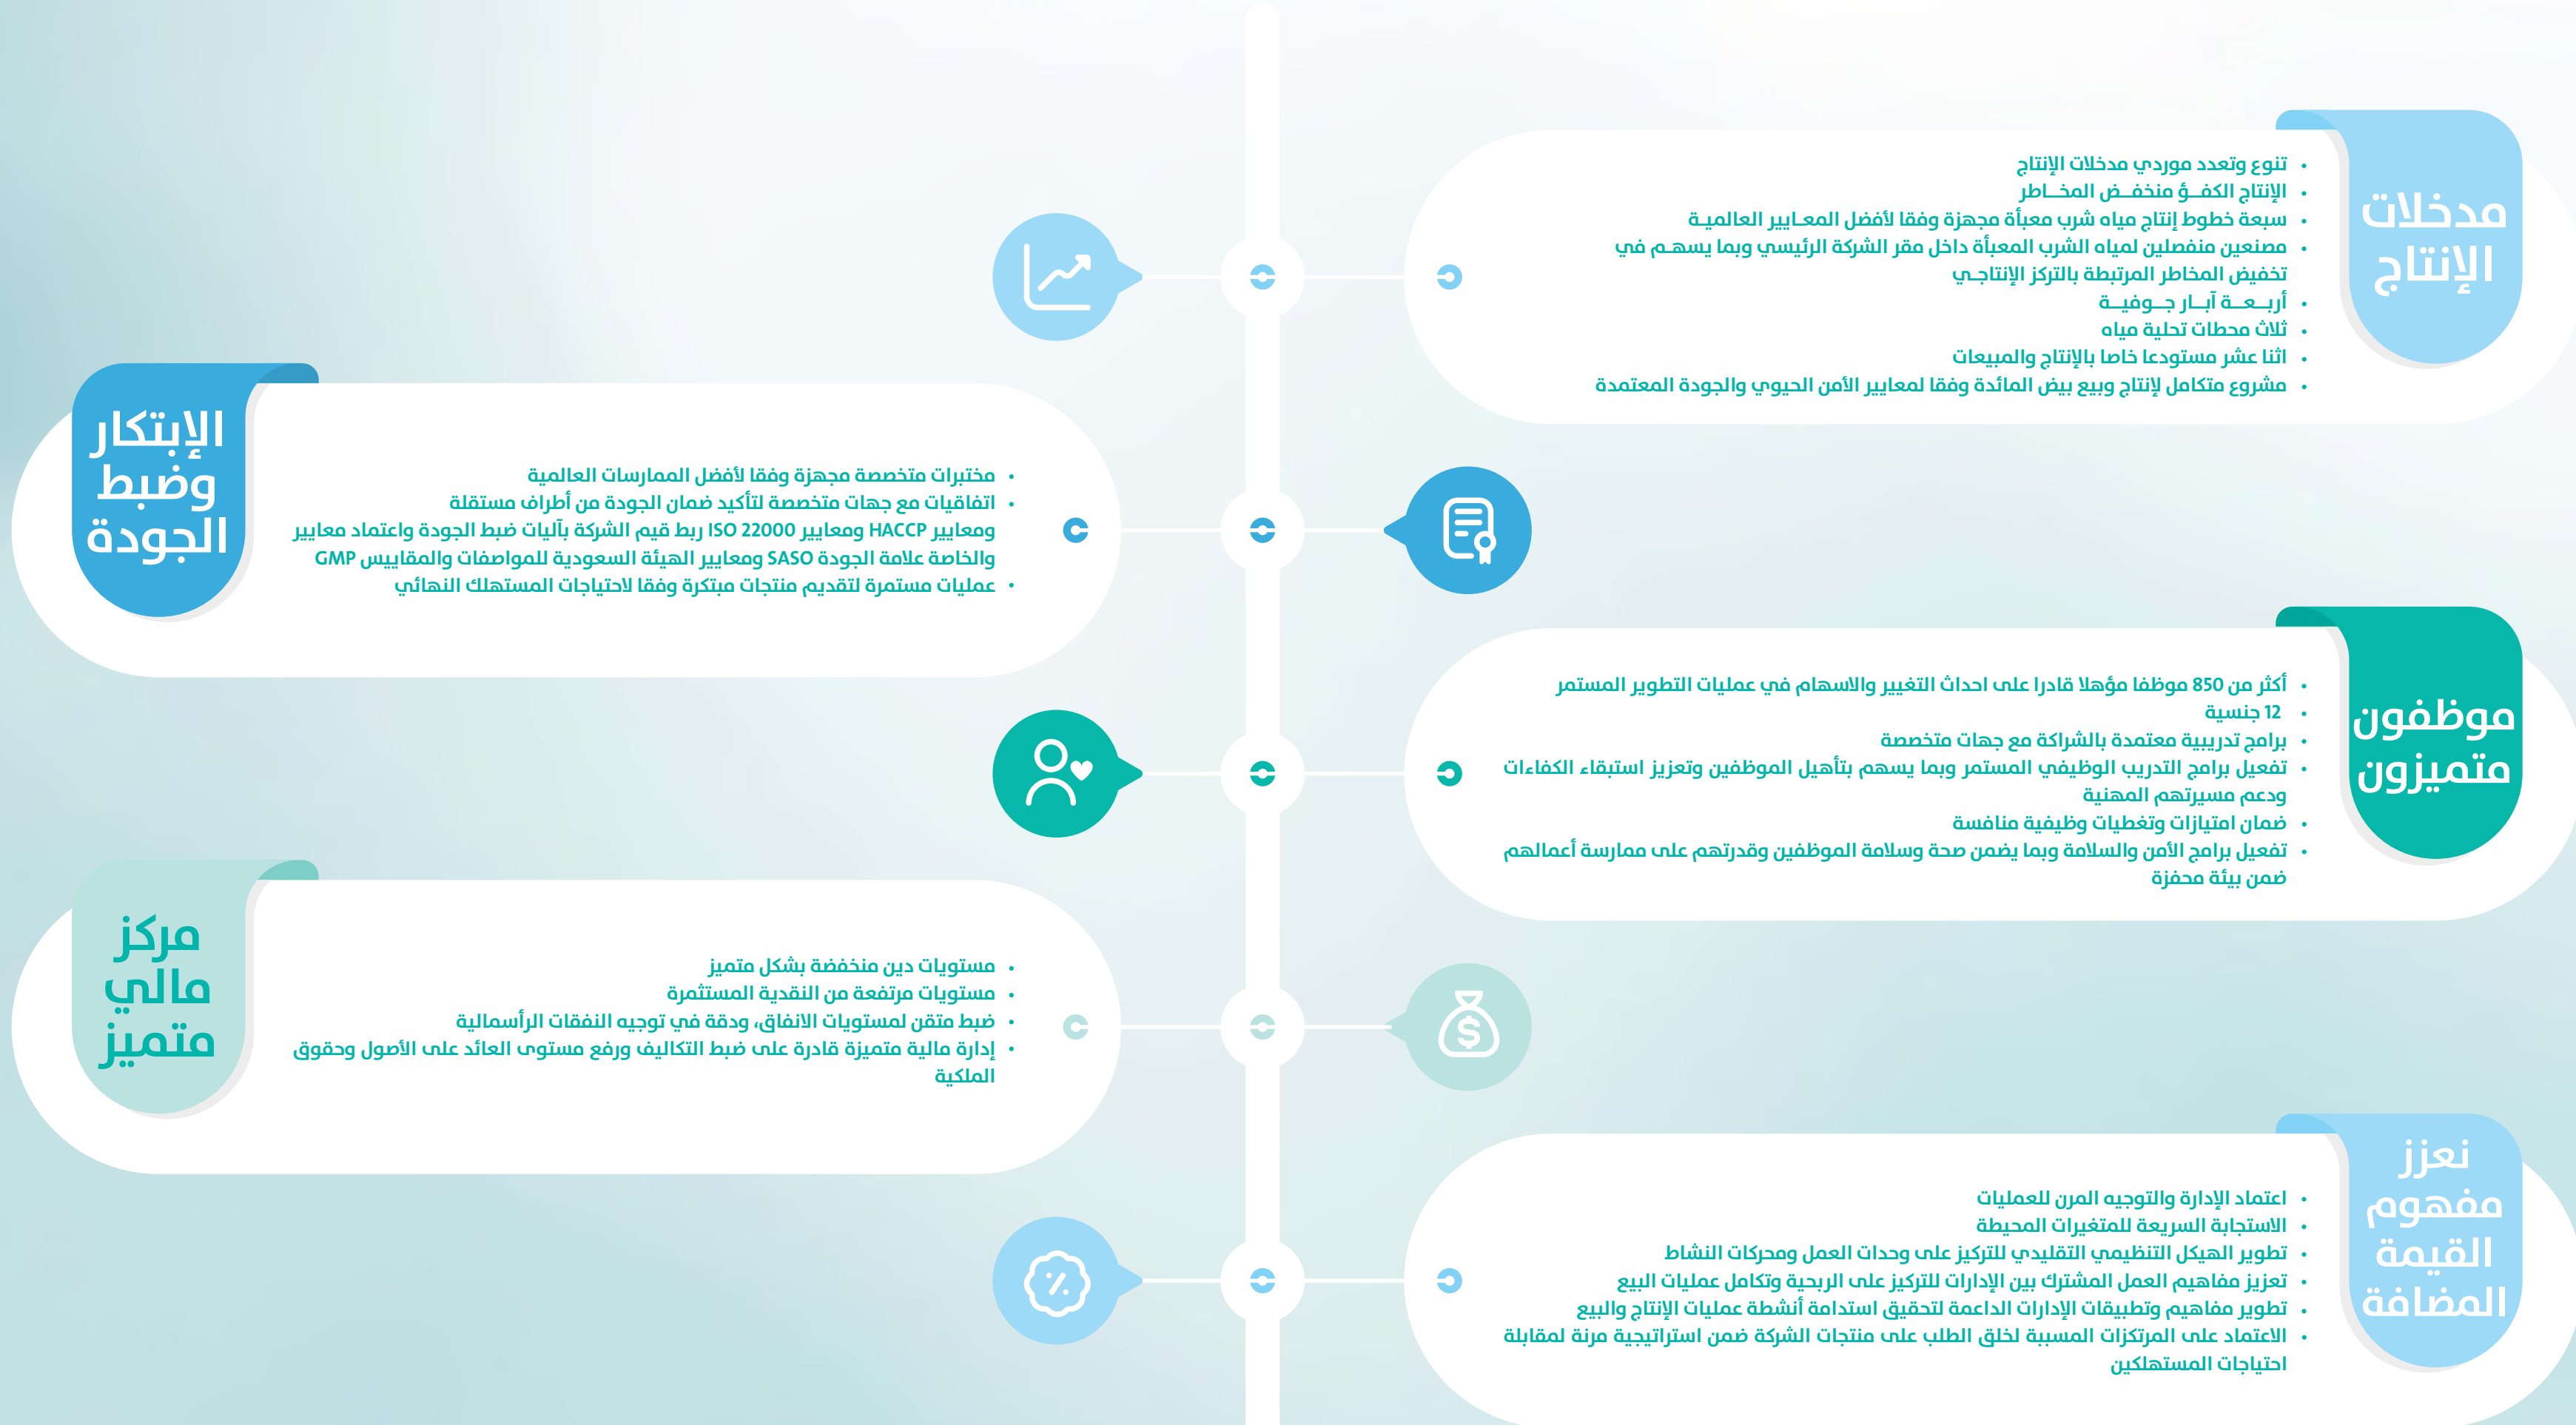 مدخلات
الإنتاج
• تنوع وتعدد موردي مدخلات الإنتاج
• الإنتاج الكفــؤ منخفــض المخــاطر
• سبعة خطوط إنتاج مياه شرب معبأة مجهزة وفقا لأفضل المعـايير العالميـة
• مصنعين منفصلين لمياه الشرب المعبأة داخل مقر الشركة الرئيسي وبما يسهـم في
تخفيض المخاطر المرتبطة بالتركز الإنتاجـي
• أربــعــة آبــار جــوفيــة
• ثلاث محطات تحلية مياه
• اثنا عشر مستودعا خاصا بالإنتاج والمبيعات
• مشروع متكامل لإنتاج وبيع بيض المائدة وفقا لمعايير الأمن الحيوي والجودة المعتمدة
الإبتكار
وضبط
الجودة
• مختبرات متخصصة مجهزة وفقا لأفضل الممارسات العالمية
• اتفاقيات مع جهات متخصصة لتأكيد ضمان الجودة من أطراف مستقلة
ومعايير HACCP ومعايير ISO 22000 ربط قيم الشركة بآليات ضبط الجودة واعتماد معايير
والخاصة علامة الجودة SASO ومعايير الهيئة السعودية للمواصفات والمقاييس GMP
• عمليات مستمرة لتقديم منتجات مبتكرة وفقا لاحتياجات المستهلك النهائي
موظفون
متميزون
• أكثر من 850 موظفا مؤهلا قادرا على احداث التغيير والاسهام في عمليات التطوير المستمر
• 12 جنسية
• برامج تدريبية معتمدة بالشراكة مع جهات متخصصة
• تفعيل برامج التدريب الوظيفي المستمر وبما يسهم بتأهيل الموظفين وتعزيز استبقاء الكفاءات
ودعم مسيرتهم المهنية
• ضمان امتيازات وتغطيات وظيفية منافسة
• تفعيل برامج الأمن والسلامة وبما يضمن صحة وسلامة الموظفين وقدرتهم على ممارسة أعمالهم
ضمن بيئة محفزة
مركز
مالي
متميز
• مستويات دين منخفضة بشكل متميز
• مستويات مرتفعة من النقدية المستثمرة
• ضبط متقن لمستويات الانفاق، ودقة في توجيه النفقات الرأسمالية
• إدارة مالية متميزة قادرة على ضبط التكاليف ورفع مستوى العائد على الأصول وحقوق
الملكية
نعزز
مفهوم
القيمة
المضافة
• اعتماد الإدارة والتوجيه المرن للعمليات
• الاستجابة السريعة للمتغيرات المحيطة
• تطوير الهيكل التنظيمي التقليدي للتركيز على وحدات العمل ومحركات النشاط
• تعزيز مفاهيم العمل المشترك بين الإدارات للتركيز على الربحية وتكامل عمليات البيع
• تطوير مفاهيم وتطبيقات الإدارات الداعمة لتحقيق استدامة أنشطة عمليات الإنتاج والبيع
• الاعتماد على المرتكزات المسببة لخلق الطلب على منتجات الشركة ضمن استراتيجية مرنة لمقابلة
احتياجات المستهلكين